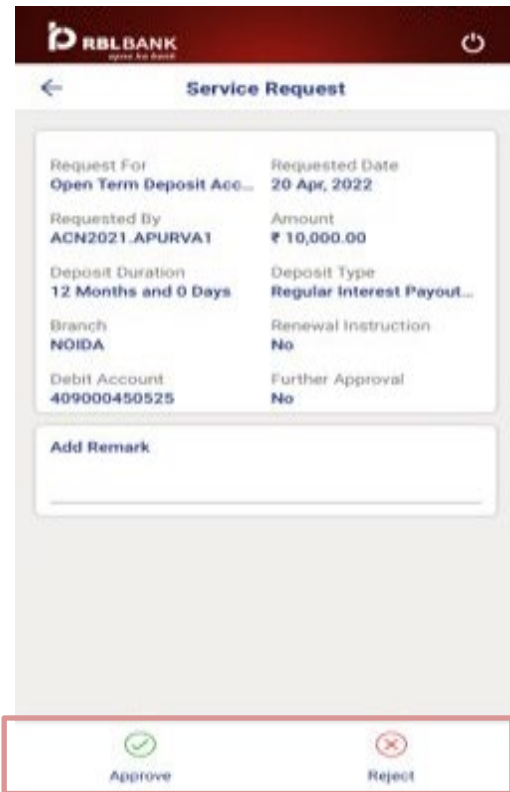 RBLBANK
apno ka bank
Service Request
Request For Requested Date
Open Term Deposit Acc... 20 Apr, 2022
Requested By Amount
ACN2021.APURVA1 ₹ 10,000.00
Deposit Duration Deposit Type
12 Months and 0 Days Regular Interest Payout...
Branch Renewal Instruction
NOIDA No
Debit Account Further Approval
409000450525 No
Add Remark
Approve Reject